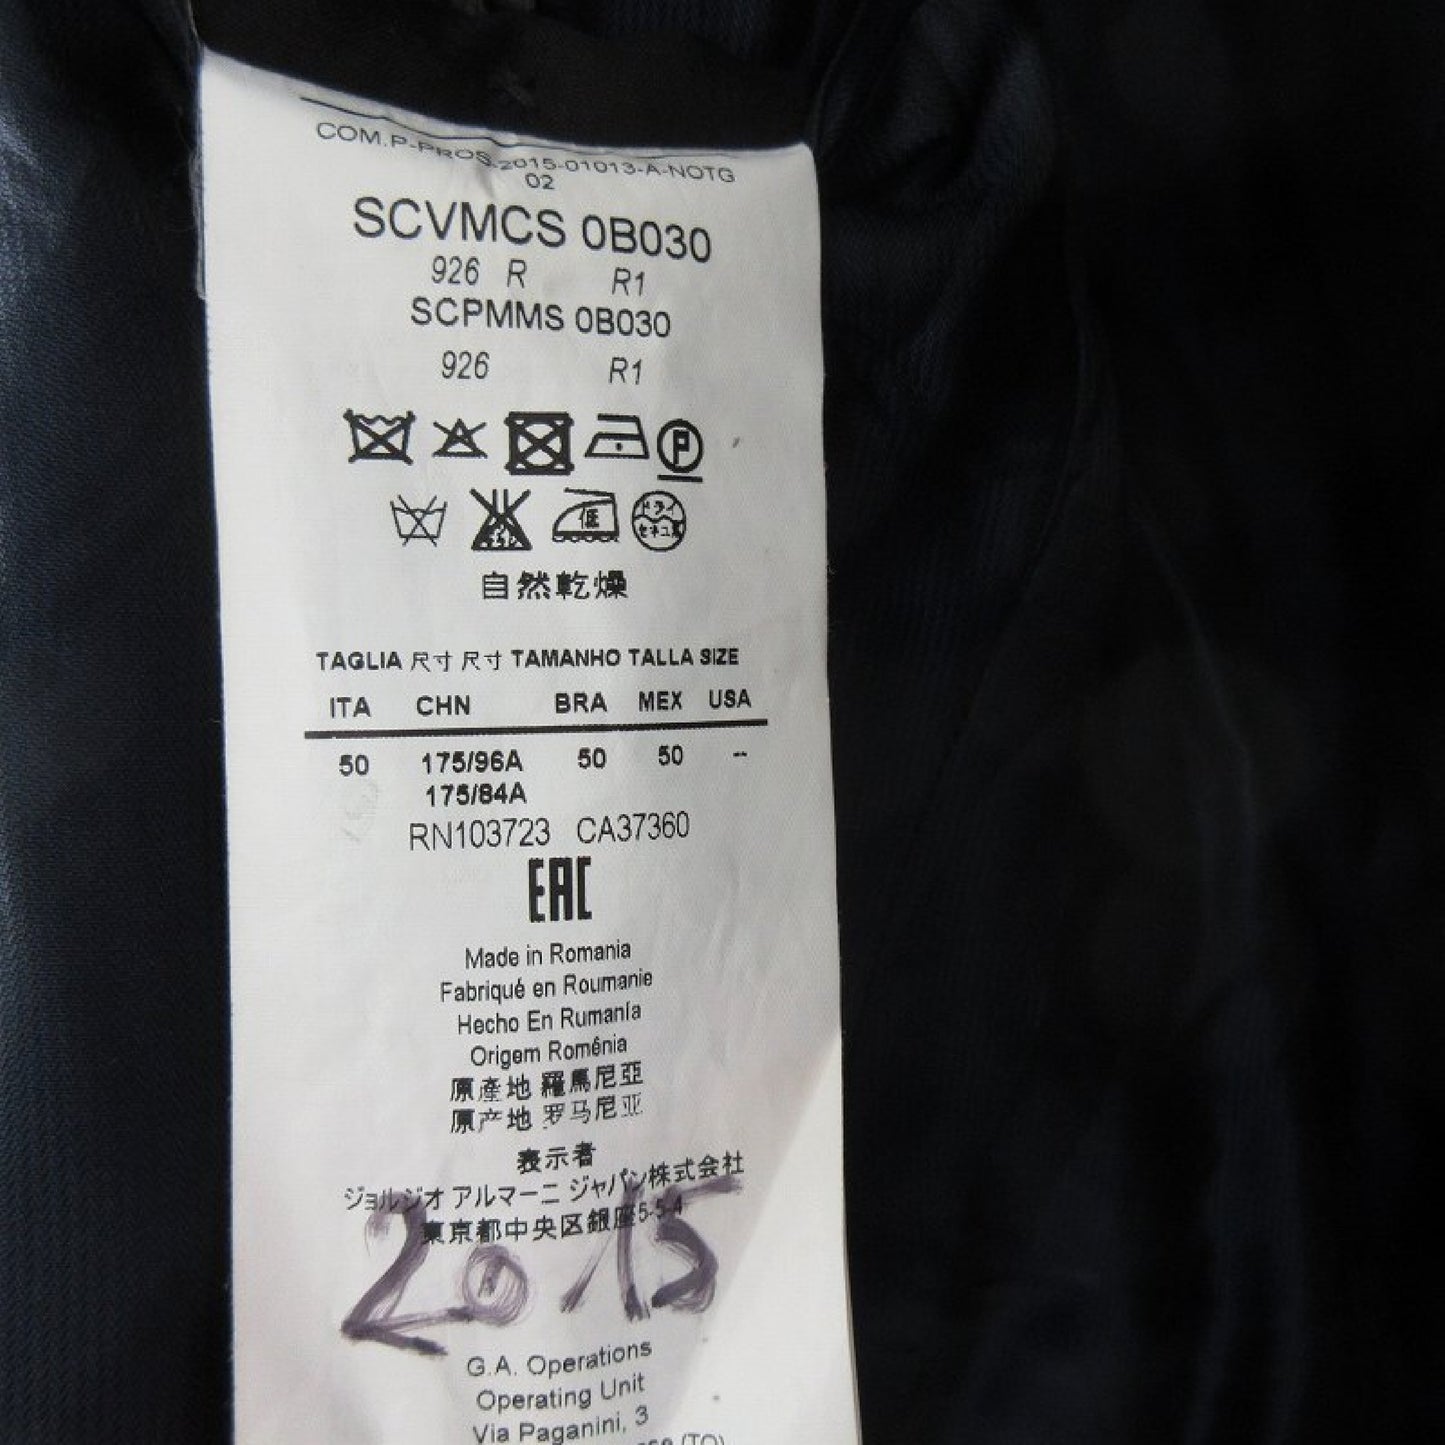 COM.P-PROS-2015-01013-A-NOTG
02
SCVMCS 0B030
926 R R1
SCPMMS 0B030
926 R1
P
低 ドライ
自然乾燥
TAGLIA 尺寸 尺寸 TAMANHO TALLA SIZE
ITA CHN BRA MEX USA
50 175/96A 50 50 --
175/84A
RN103723 CA37360
EAC
Made in Romania
Fabriqué en Roumanie
Hecho En Rumanía
Origem Roménia
原產地 羅馬尼亞
原产地 罗马尼亚
表示者
ジョルジオ アルマーニ ジャパン株式会社
東京都中央区銀座5-5-4
2015
G.A. Operations
Operating Unit
Via Paganini, 3
(TO)